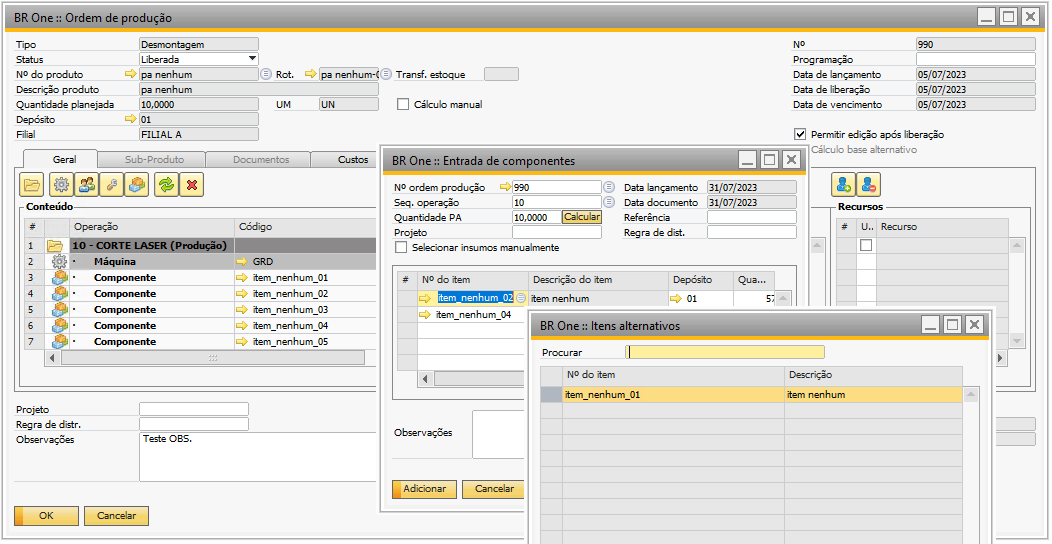 BR One :: Ordem de produção
Tipo Desmontagem
Status Liberada
Nº do produto pa nenhum Rot. pa nenhum-0 Transf. estoque
Descrição produto pa nenhum
Quantidade planejada 10,0000 UM UN Cálculo manual
Depósito 01
Filial FILIAL A
Nº 990
Programação
Data de lançamento 05/07/2023
Data de liberação 05/07/2023
Data de vencimento 05/07/2023
Permitir edição após liberação
Cálculo base alternativo
Geral Sub-Produto Documentos Custos
Conteúdo
# Operação Código
1 10 - CORTE LASER (Produção)
2 Máquina GRD
3 Componente item_nenhum_01
4 Componente item_nenhum_02
5 Componente item_nenhum_03
6 Componente item_nenhum_04
7 Componente item_nenhum_05
Recursos
# U.. Recurso
Projeto
Regra de distr.
Observações Teste OBS.
OK Cancelar
BR One :: Entrada de componentes
Nº ordem produção 990 Data lançamento 31/07/2023
Seq. operação 10 Data documento 31/07/2023
Quantidade PA 10,0000 Calcular Referência
Projeto Regra de dist.
Selecionar insumos manualmente
# Nº do item Descrição do item Depósito Qua...
item_nenhum_02 item nenhum 01 57
item_nenhum_04
Observações
Adicionar Cancelar
BR One :: Itens alternativos
Procurar
Nº do item Descrição
item_nenhum_01 item nenhum